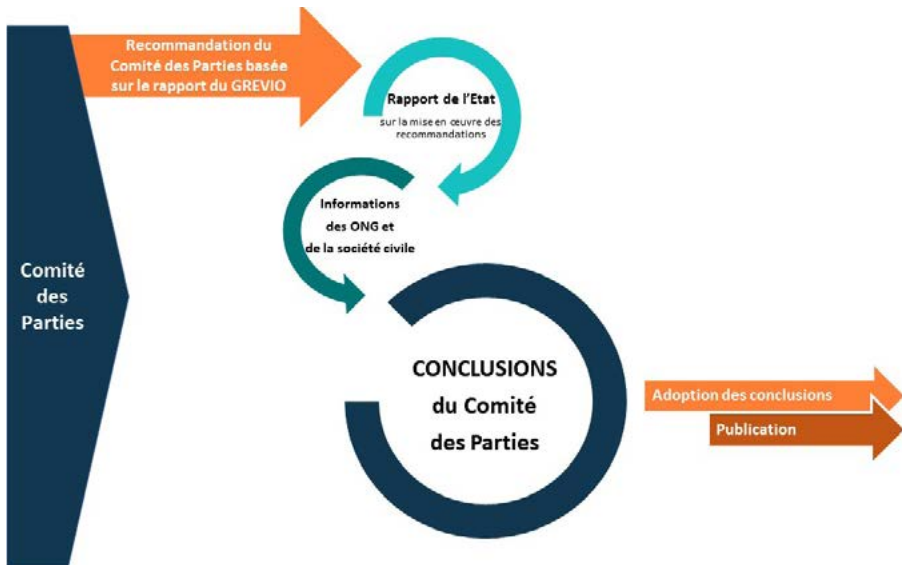 Recommandation du
Comité des Parties basée
sur le rapport du GREVIO
Rapport de l'Etat
sur la mise en œuvre des
recommandations
Informations
des ONG et
de la société civile
Comité
des
Parties
CONCLUSIONS
du Comité
des Parties
Adoption des conclusions
Publication